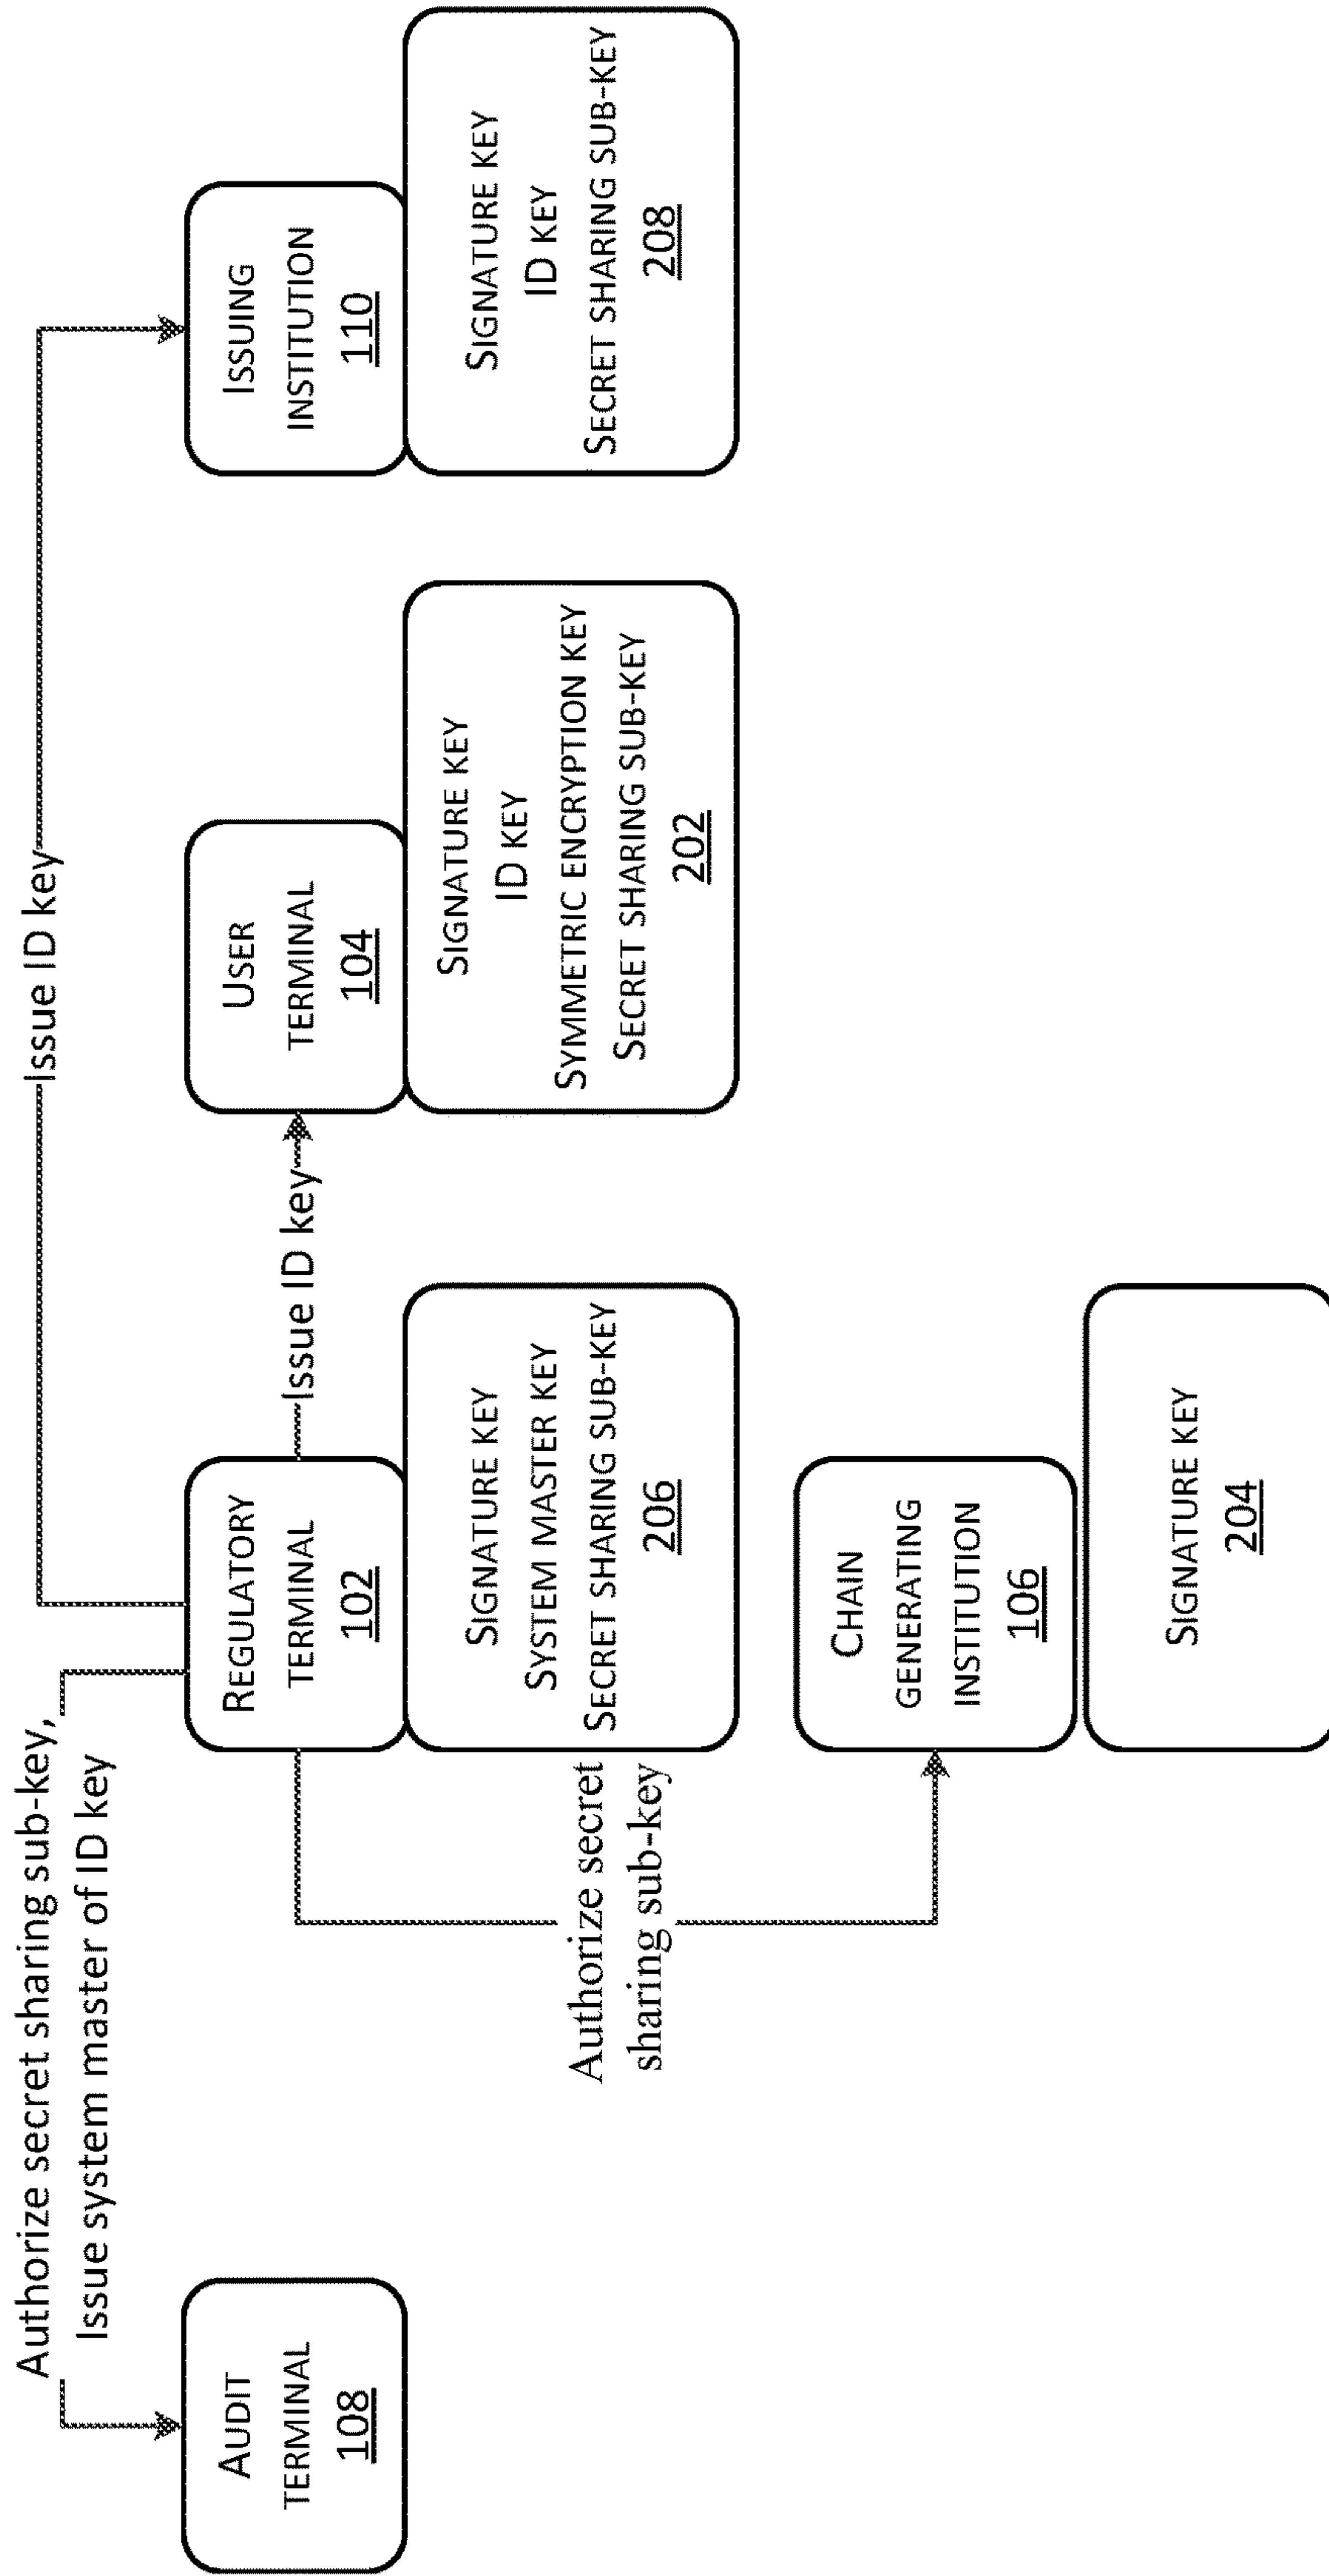 Authorize secret sharing sub-key,
Issue system master of ID key
Issue ID key
AUDIT
TERMINAL
108
REGULATORY
TERMINAL
102
SIGNATURE KEY
SYSTEM MASTER KEY
SECRET SHARING SUB-KEY
206
Issue ID key
USER
TERMINAL
104
SIGNATURE KEY
ID KEY
SYMMETRIC ENCRYPTION KEY
SECRET SHARING SUB-KEY
202
ISSUING
INSTITUTION
110
SIGNATURE KEY
ID KEY
SECRET SHARING SUB-KEY
208
Authorize secret
sharing sub-key
CHAIN
GENERATING
INSTITUTION
106
SIGNATURE KEY
204